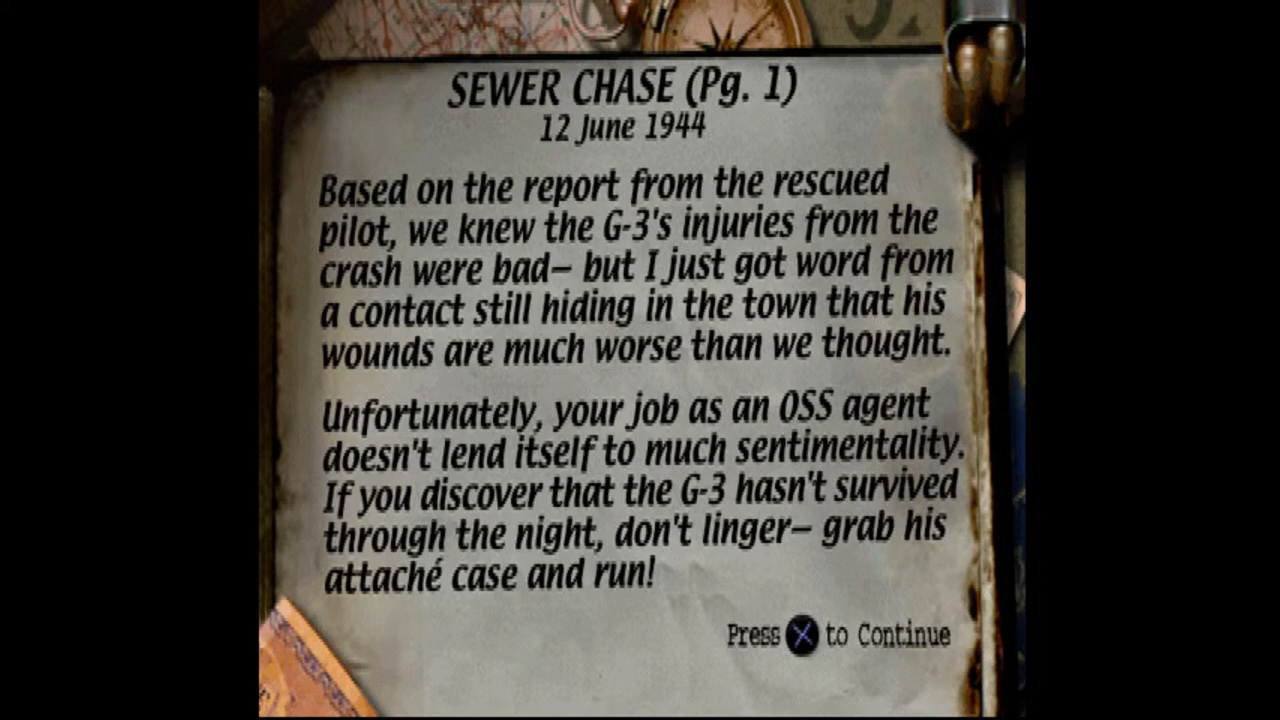 SEWER CHASE (Pg. 1)
12 June 1944
Based on the report from the rescued
pilot, we knew the G-3's injuries from the
crash were bad– but I just got word from
a contact still hiding in the town that his
wounds are much worse than we thought.
Unfortunately, your job as an OSS agent
doesn't lend itself to much sentimentality.
If you discover that the G-3 hasn't survived
through the night, don't linger– grab his
attaché case and run!
Press X to Continue